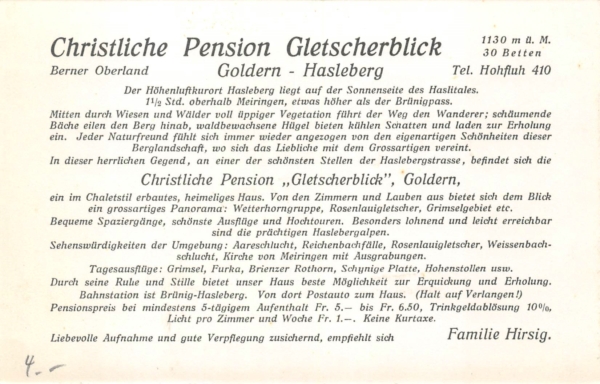 Christliche Pension Gletscherblick 1130 m ü. M.
30 Betten
Berner Oberland Goldern - Hasleberg Tel. Hohfluh 410
Der Höhenluftkurort Hasleberg liegt auf der Sonnenseite des Haslitales.
1½ Std. oberhalb Meiringen, etwas höher als der Brünigpass.
Mitten durch Wiesen und Wälder voll üppiger Vegetation führt der Weg den Wanderer; schäumende
Bäche eilen den Berg hinab, waldbewachsene Hügel bieten kühlen Schatten und laden zur Erholung
ein. Jeder Naturfreund fühlt sich immer wieder angezogen von den eigenartigen Schönheiten dieser
Berglandschaft, wo sich das Liebliche mit dem Grossartigen vereint.
In dieser herrlichen Gegend, an einer der schönsten Stellen der Haslebergstrasse, befindet sich die
Christliche Pension „Gletscherblick", Goldern,
ein im Chaletstil erbautes, heimeliges Haus. Von den Zimmern und Lauben aus bietet sich dem Blick
ein grossartiges Panorama: Wetterhorngruppe, Rosenlauigletscher, Grimselgebiet etc.
Bequeme Spaziergänge, schönste Ausflüge und Hochtouren. Besonders lohnend und leicht erreichbar
sind die prächtigen Haslebergalpen.
Sehenswürdigkeiten der Umgebung: Aareschlucht, Reichenbachfälle, Rosenlauigletscher, Weissenbach-
schlucht, Kirche von Meiringen mit Ausgrabungen.
Tagesausflüge: Grimsel, Furka, Brienzer Rothorn, Schynige Platte, Hohenstollen usw.
Durch seine Ruhe und Stille bietet unser Haus beste Möglichkeit zur Erquickung und Erholung.
Bahnstation ist Brünig-Hasleberg. Von dort Postauto zum Haus. (Halt auf Verlangen!)
Pensionspreis bei mindestens 5-tägigem Aufenthalt Fr. 5.— bis Fr. 6.50, Trinkgeldablösung 10%,
Licht pro Zimmer und Woche Fr. 1.—. Keine Kurtaxe.
Liebevolle Aufnahme und gute Verpflegung zusichernd, empfiehlt sich Familie Hirsig.
4.--